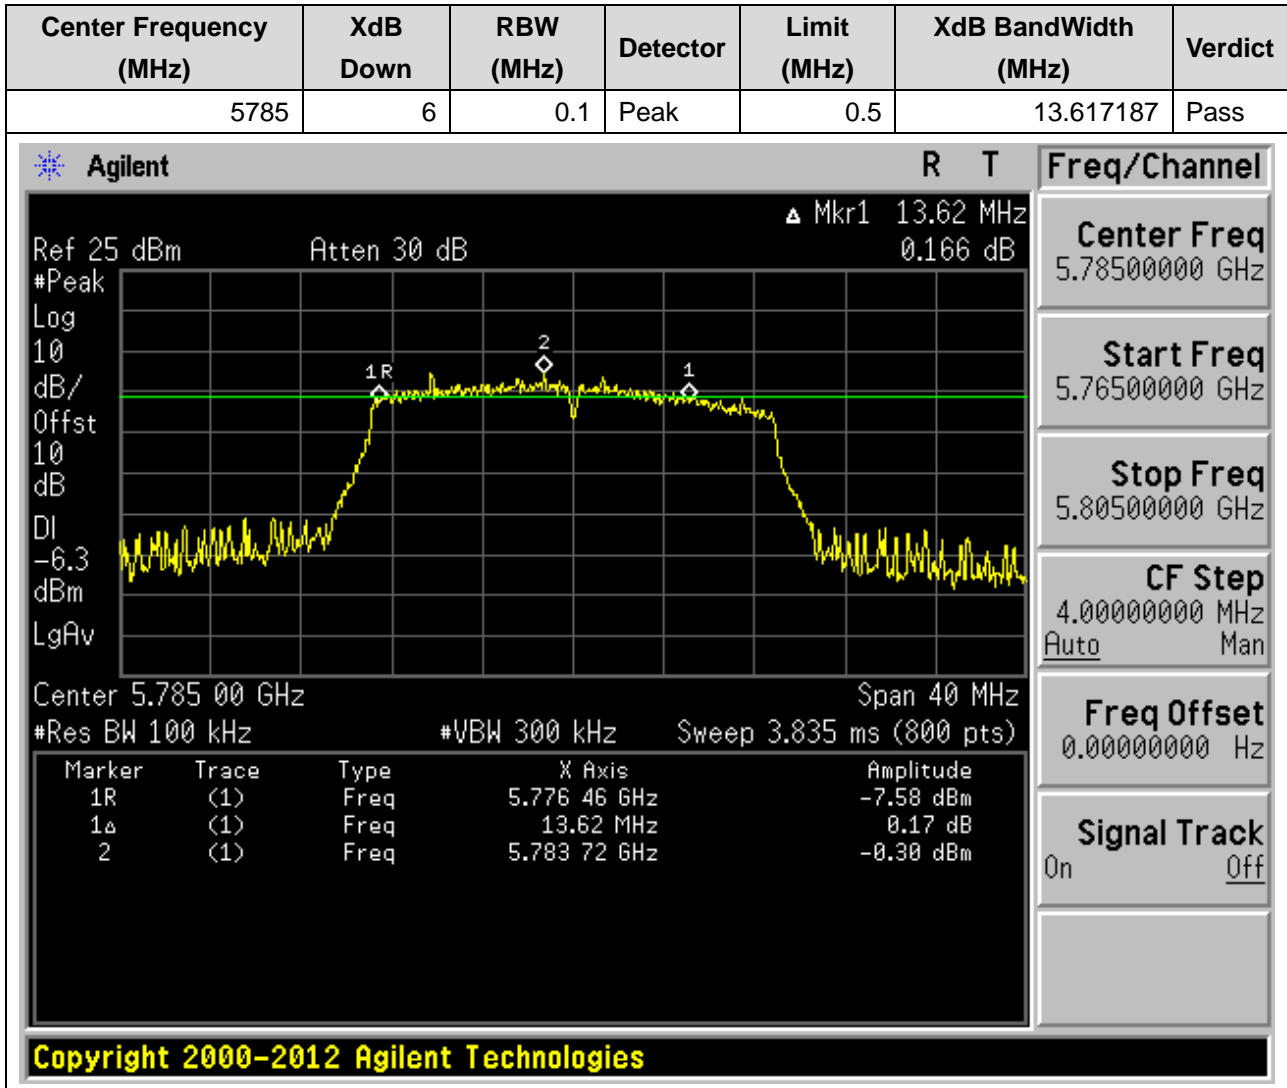 Center Frequency (MHz) XdB Down RBW (MHz) Detector Limit (MHz) XdB BandWidth (MHz) Verdict
5785 6 0.1 Peak 0.5 13.617187 Pass
Agilent R T Freq/Channel
Δ Mkr1 13.62 MHz
Ref 25 dBm Atten 30 dB 0.166 dB
#Peak
Log
10
dB/
Offst
10
dB
DI
-6.3
dBm
LgAv
1R
2
1
Center 5.785 00 GHz Span 40 MHz
#Res BW 100 kHz #VBW 300 kHz Sweep 3.835 ms (800 pts)
Marker Trace Type X Axis Amplitude
1R (1) Freq 5.776 46 GHz -7.58 dBm
1Δ (1) Freq 13.62 MHz 0.17 dB
2 (1) Freq 5.783 72 GHz -0.30 dBm
Center Freq
5.78500000 GHz
Start Freq
5.76500000 GHz
Stop Freq
5.80500000 GHz
CF Step
4.00000000 MHz
Auto Man
Freq Offset
0.00000000 Hz
Signal Track
On Off
Copyright 2000-2012 Agilent Technologies